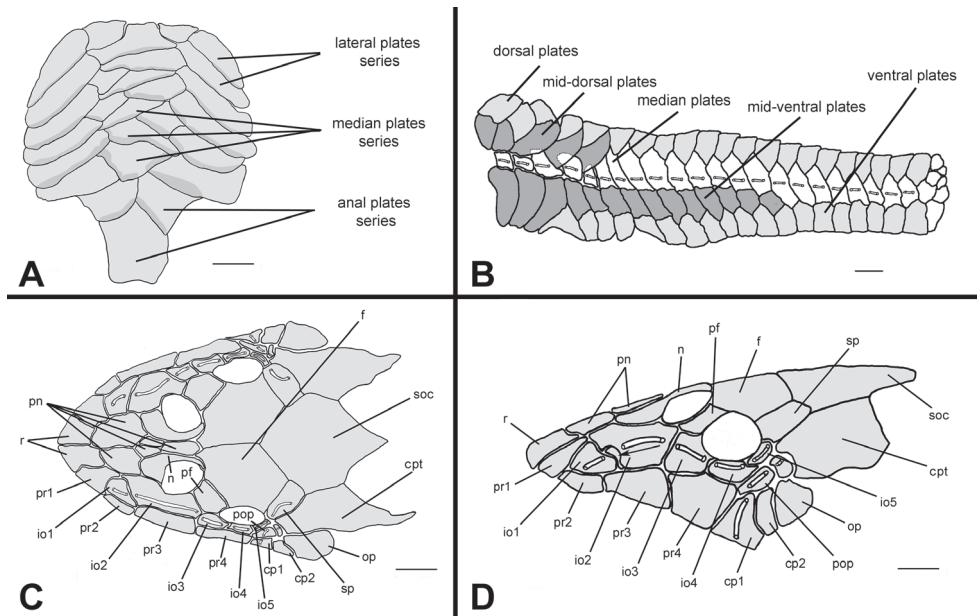 lateral plates
series
median plates
series
anal plates
series
A
dorsal plates
mid-dorsal plates
median plates
mid-ventral plates
ventral plates
B
f
pn
soc
r
n
pf
cpt
pr1
pop
io1
pr2
pr3
io2
io3
pr4
io4
io5
cp1
cp2
sp
op
C
pf
n
f
sp
pn
r
soc
pr1
cpt
io1
pr2
io5
io2
pr3
op
io3
pr4
io4
cp1
cp2
pop
D